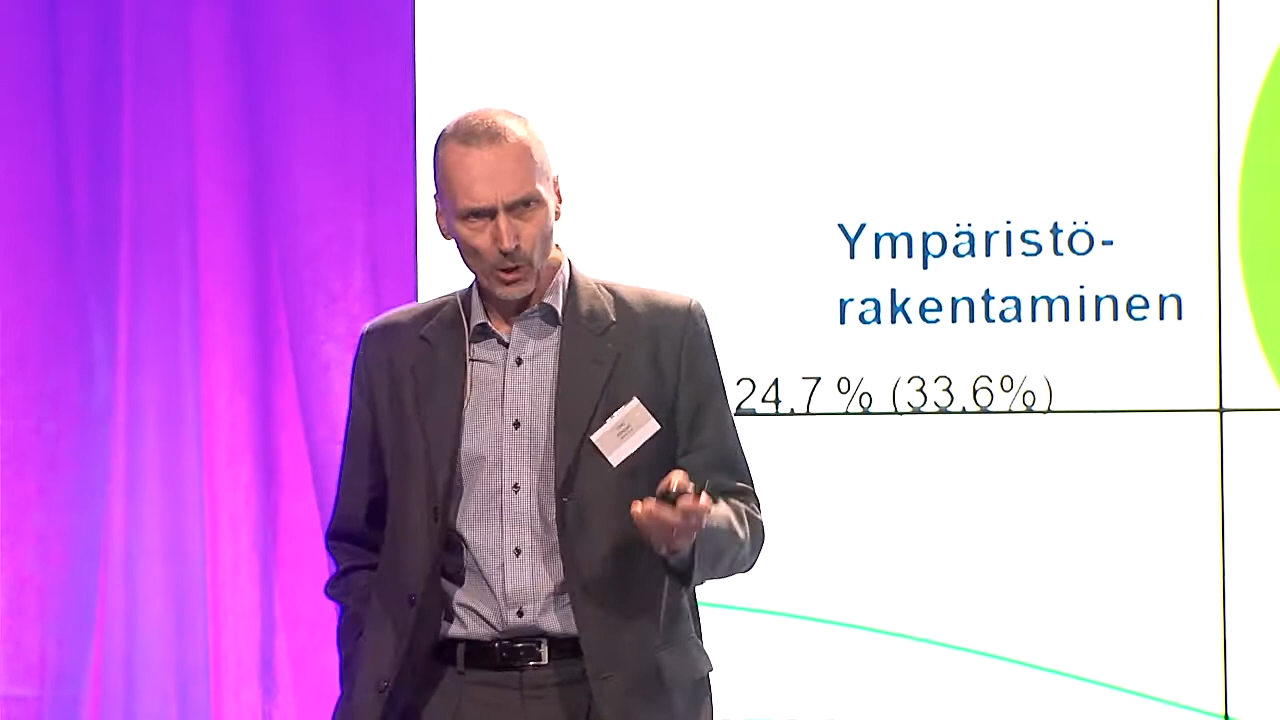 Ympäristö-
rakentaminen
24.7 % (33.6%)